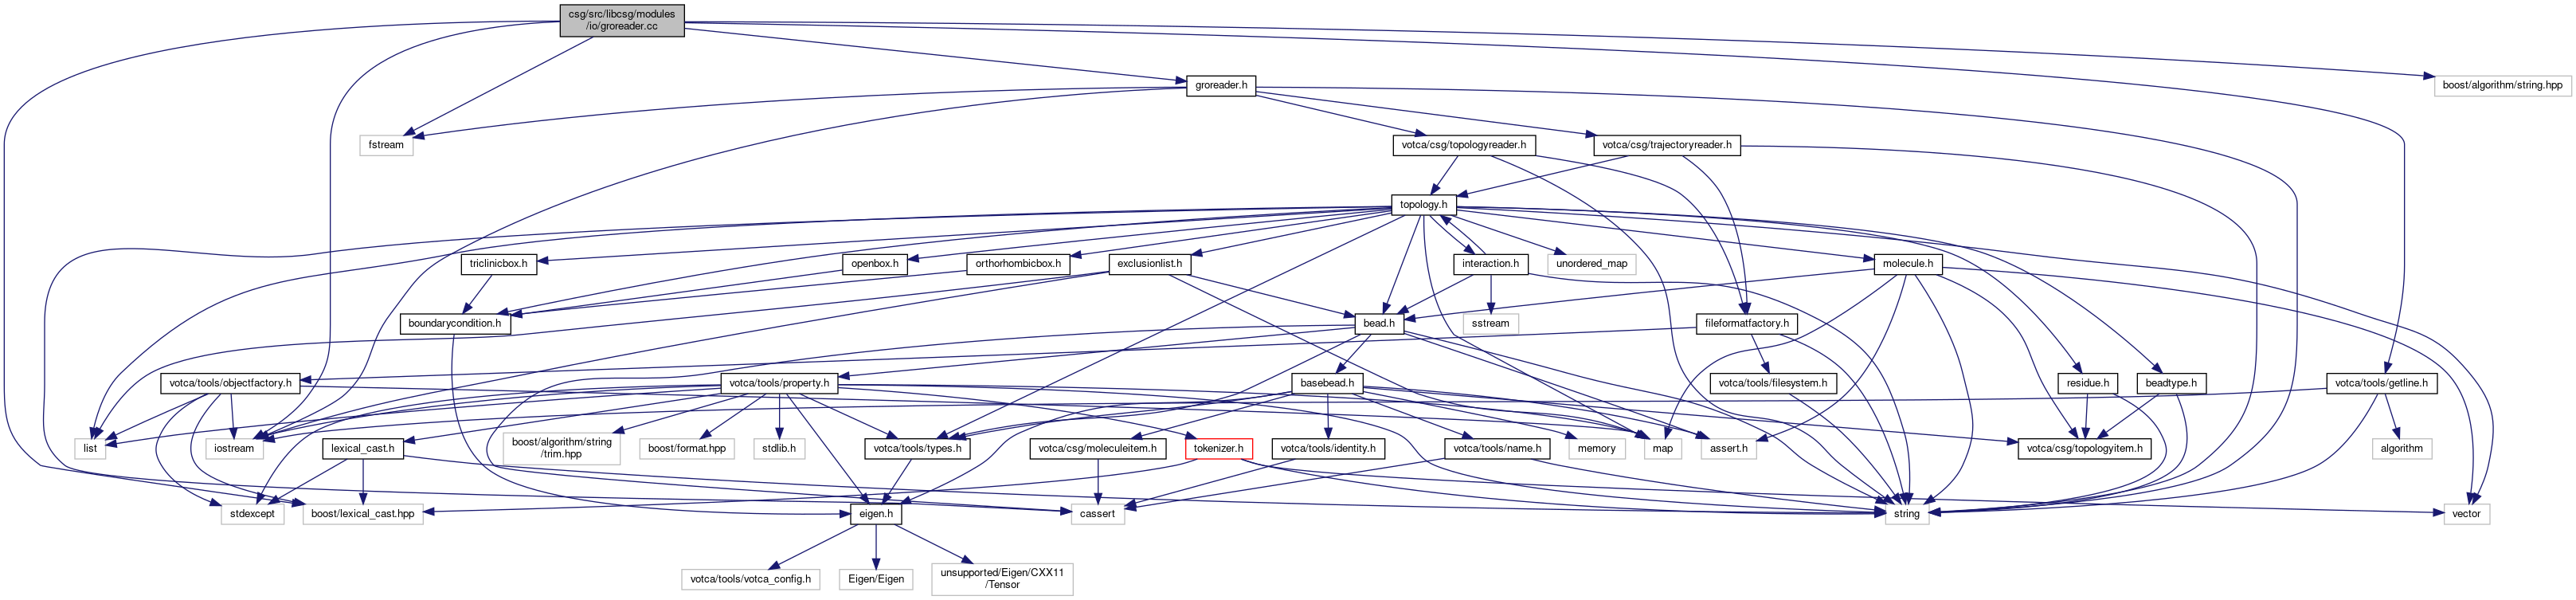 csg/src/libcsg/modules
/io/groreader.cc
groreader.h
boost/algorithm/string.hpp
fstream
votca/csg/topologyreader.h
votca/csg/trajectoryreader.h
topology.h
triclinicbox.h
openbox.h
orthorhombicbox.h
exclusionlist.h
interaction.h
unordered_map
molecule.h
boundarycondition.h
bead.h
sstream
fileformatfactory.h
votca/tools/objectfactory.h
votca/tools/property.h
basebead.h
votca/tools/filesystem.h
residue.h
beadtype.h
votca/tools/getline.h
list
iostream
lexical_cast.h
boost/algorithm/string
/trim.hpp
boost/format.hpp
stdlib.h
votca/tools/types.h
votca/csg/moleculeitem.h
tokenizer.h
votca/tools/identity.h
votca/tools/name.h
memory
map
assert.h
votca/csg/topologyitem.h
algorithm
stdexcept
boost/lexical_cast.hpp
eigen.h
cassert
string
vector
votca/tools/votca_config.h
Eigen/Eigen
unsupported/Eigen/CXX11
/Tensor